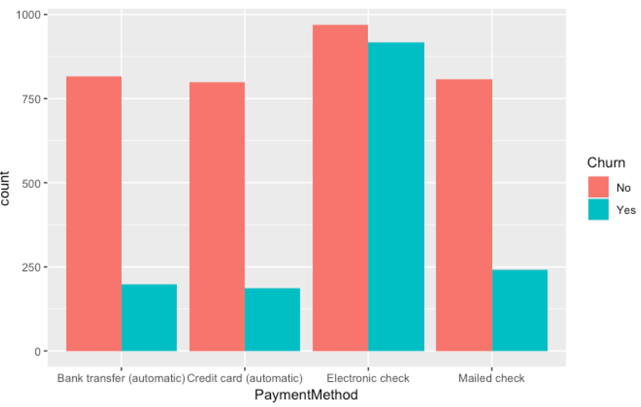 1000
750
500
250
0
count
Bank transfer (automatic) Credit card (automatic) Electronic check Mailed check
PaymentMethod
Churn
No
Yes